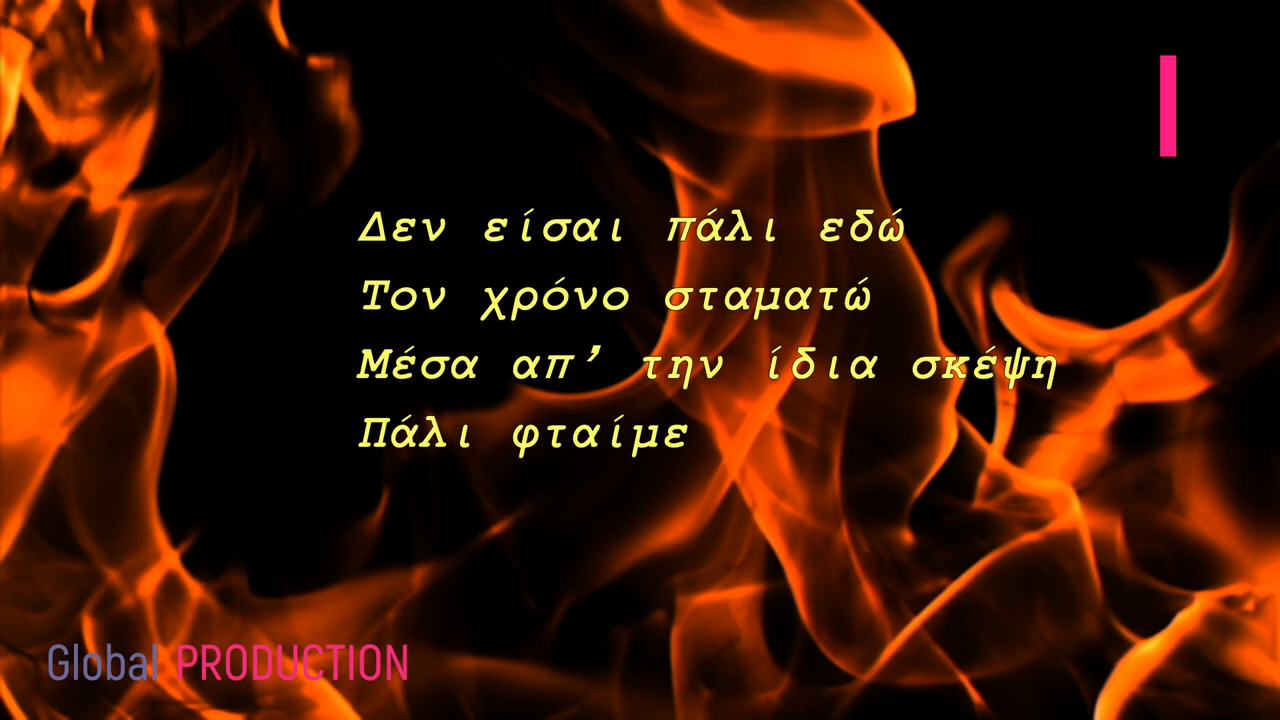 Δεν είσαι πάλι εδώ
Τον χρόνο σταματώ
Μέσα απ’ την ίδια σκέψη
Πάλι φταίμε
Global PRODUCTION